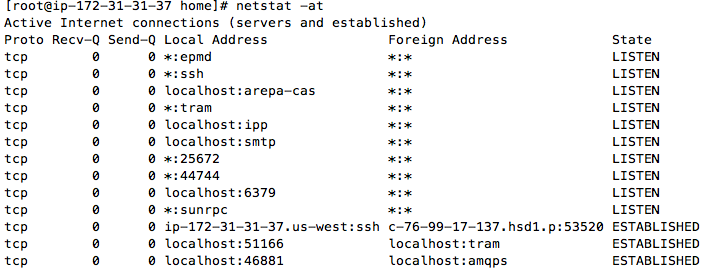 [root@ip-172-31-31-37 home]# netstat -at
Active Internet connections (servers and established)
Proto Recv-Q Send-Q Local Address               Foreign Address             State
tcp        0      0 *:epmd                      *:*                         LISTEN
tcp        0      0 *:ssh                       *:*                         LISTEN
tcp        0      0 localhost:arepa-cas         *:*                         LISTEN
tcp        0      0 *:tram                      *:*                         LISTEN
tcp        0      0 localhost:ipp               *:*                         LISTEN
tcp        0      0 localhost:smtp              *:*                         LISTEN
tcp        0      0 *:25672                     *:*                         LISTEN
tcp        0      0 *:44744                     *:*                         LISTEN
tcp        0      0 localhost:6379              *:*                         LISTEN
tcp        0      0 *:sunrpc                    *:*                         LISTEN
tcp        0      0 ip-172-31-31-37.us-west:ssh c-76-99-17-137.hsd1.p:53520 ESTABLISHED
tcp        0      0 localhost:51166             localhost:tram              ESTABLISHED
tcp        0      0 localhost:46881             localhost:amqps             ESTABLISHED